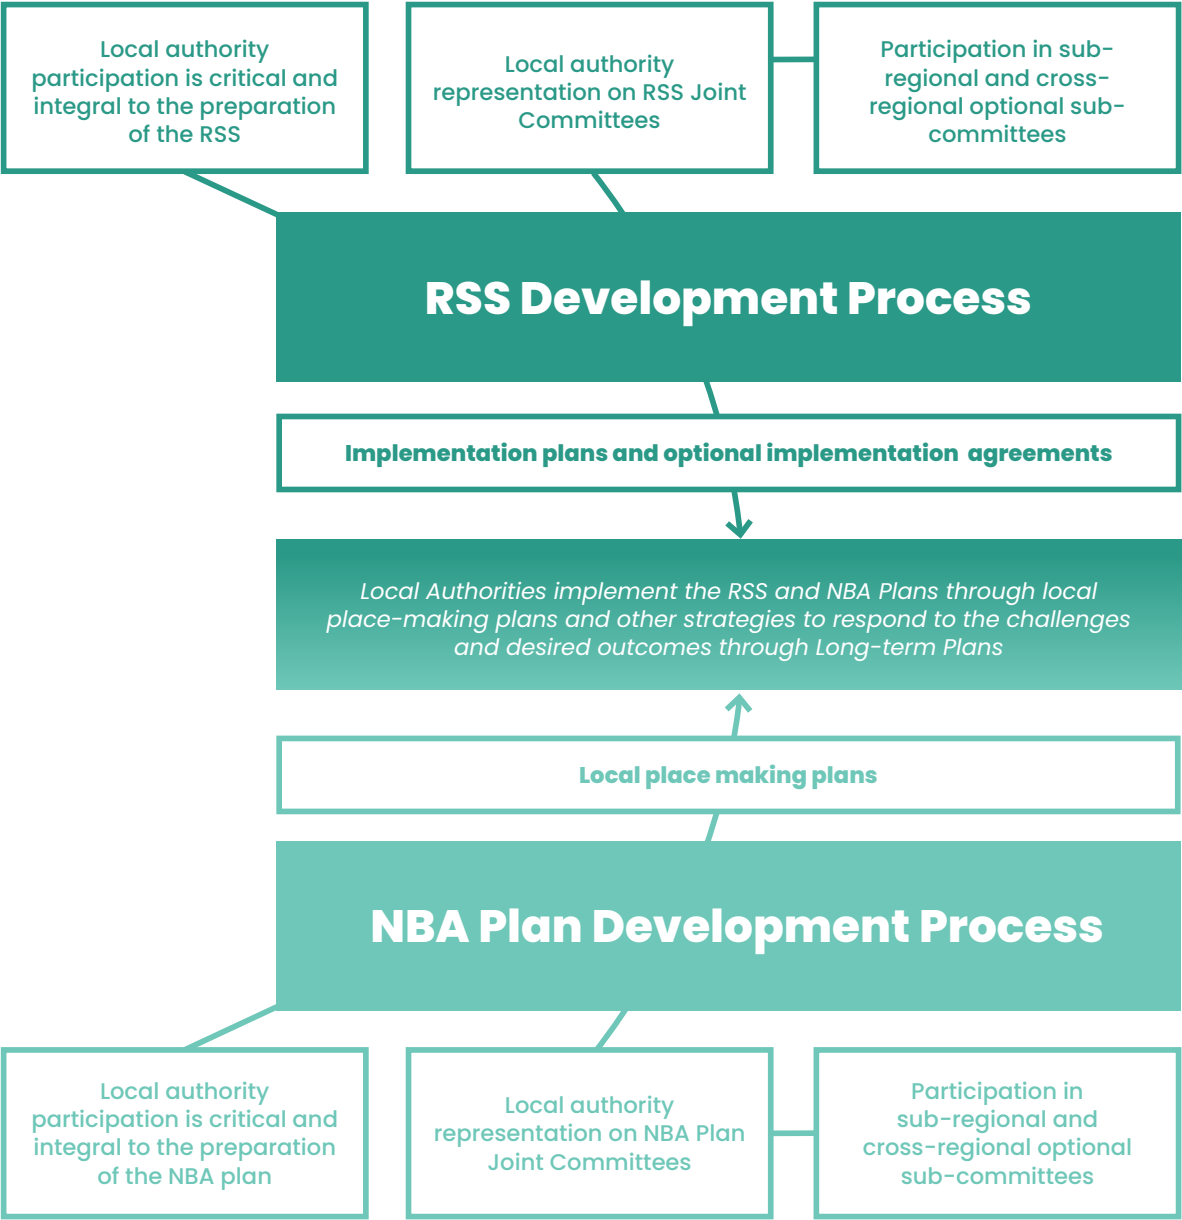 Local authority
participation is critical and
integral to the preparation
of the RSS
Local authority
representation on RSS Joint
Committees
Participation in sub-
regional and cross-
regional optional sub-
committees
RSS Development Process
Implementation plans and optional implementation agreements
Local Authorities implement the RSS and NBA Plans through local
place-making plans and other strategies to respond to the challenges
and desired outcomes through Long-term Plans
Local place making plans
NBA Plan Development Process
Local authority
participation is critical and
integral to the preparation
of the NBA plan
Local authority
representation on NBA Plan
Joint Committees
Participation in
sub-regional and
cross-regional optional
sub-committees